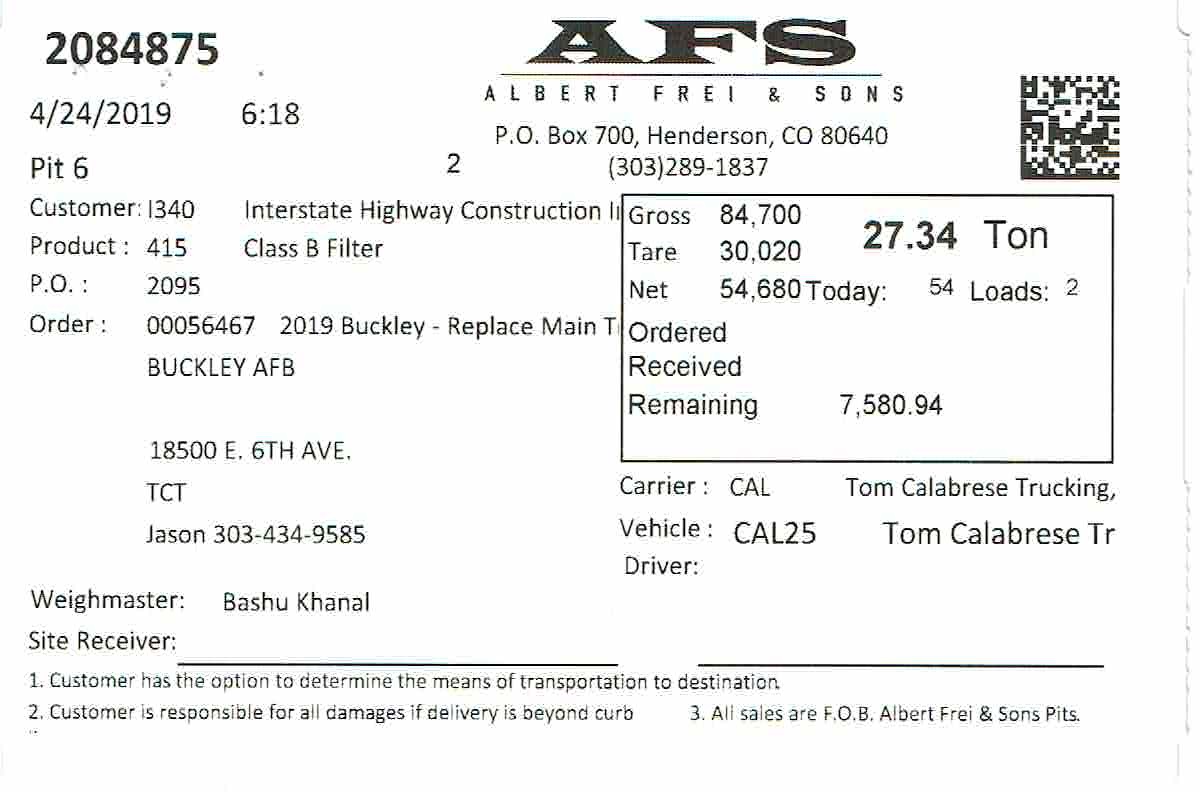 2084875
AFS
ALBERT FREI & SONS
4/24/2019 6:18
P.O. Box 700, Henderson, CO 80640
Pit 6 2 (303)289-1837
Customer: I340 Interstate Highway Construction I
Product : 415 Class B Filter
P.O. : 2095
Order : 00056467 2019 Buckley - Replace Main T
BUCKLEY AFB
18500 E. 6TH AVE.
TCT
Jason 303-434-9585
Gross 84,700 27.34 Ton
Tare 30,020
Net 54,680 Today: 54 Loads: 2
Ordered
Received
Remaining 7,580.94
Carrier : CAL Tom Calabrese Trucking,
Vehicle : CAL25 Tom Calabrese Tr
Driver:
Weighmaster: Bashu Khanal
Site Receiver:
1. Customer has the option to determine the means of transportation to destination.
2. Customer is responsible for all damages if delivery is beyond curb 3. All sales are F.O.B. Albert Frei & Sons Pits.